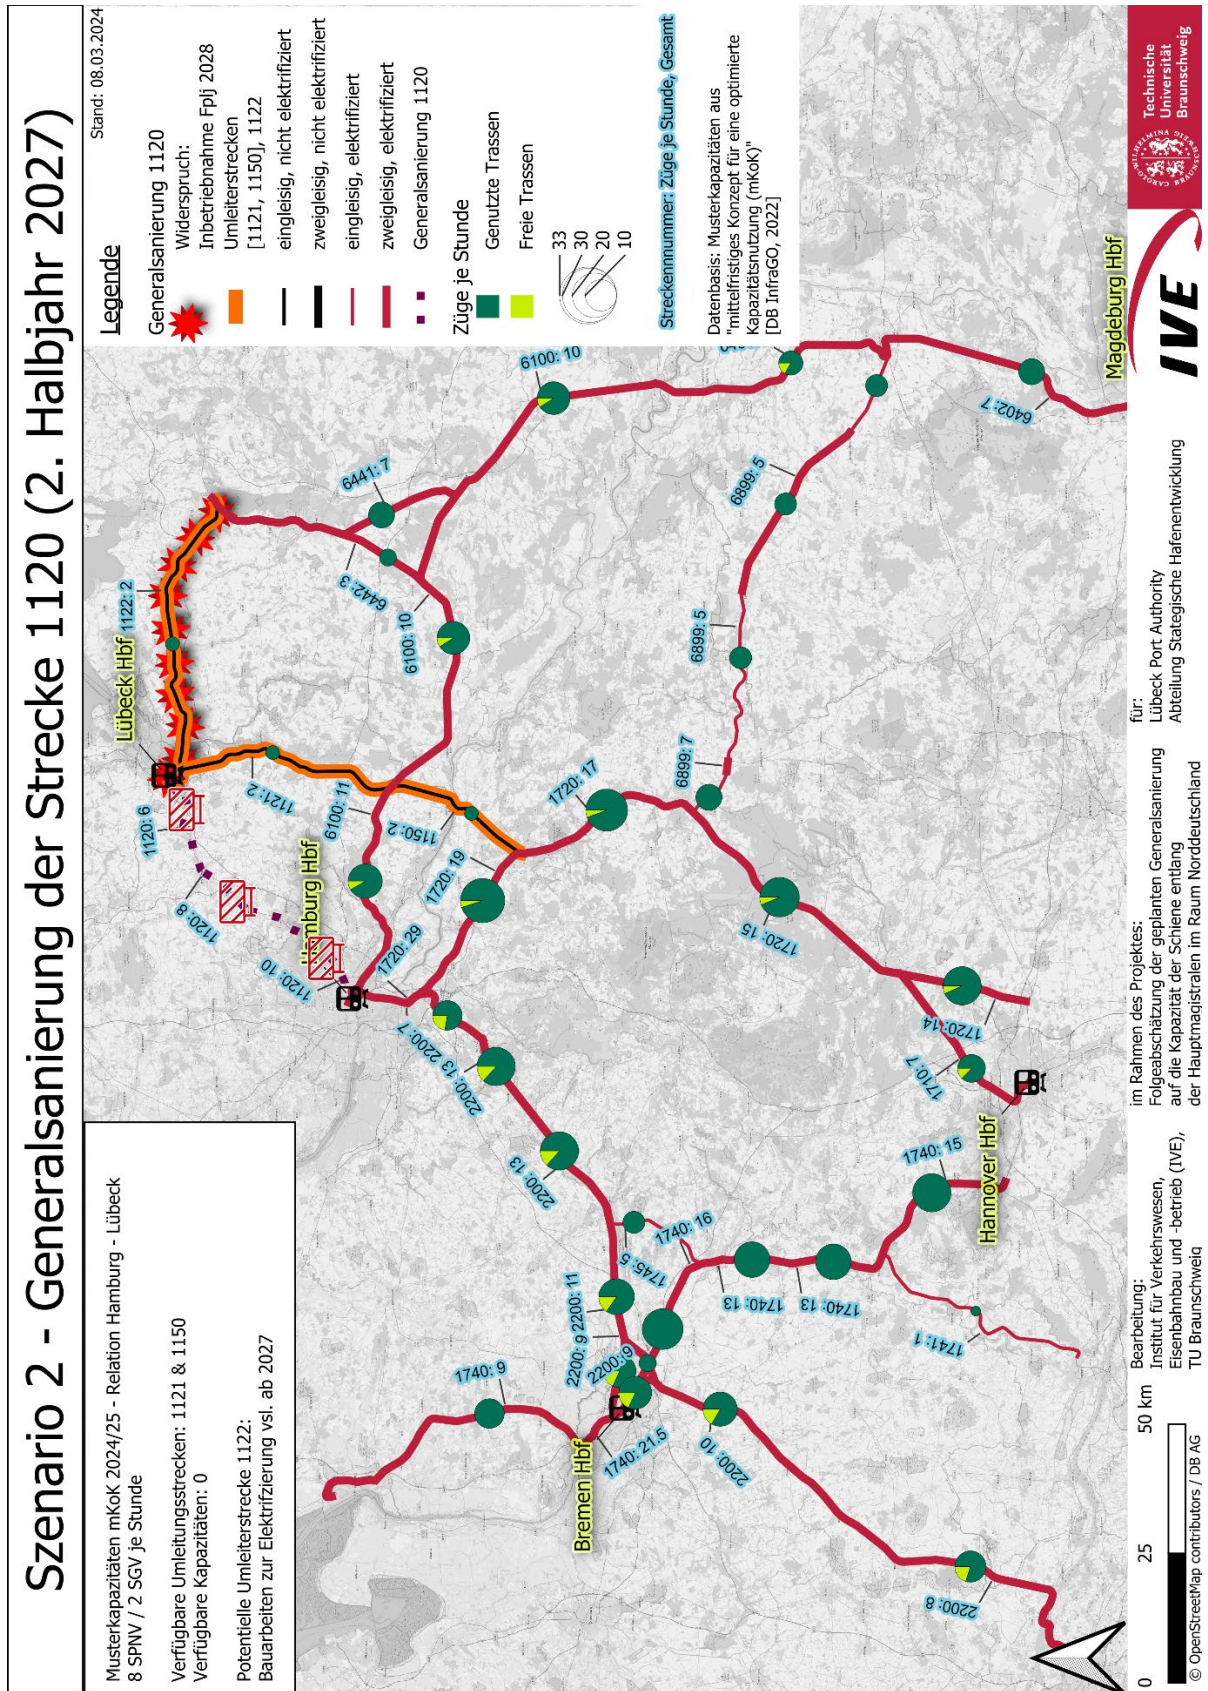 Szenario 2 - Generalsanierung der Strecke 1120 (2. Halbjahr 2027)
Musterkapazitäten mKoK 2024/25 - Relation Hamburg - Lübeck
8 SPNV / 2 SGV je Stunde
Verfügbare Umleitungsstrecken: 1121 & 1150
Verfügbare Kapazitäten: 0
Potentielle Umleiterstrecke 1122:
Bauarbeiten zur Elektrifzierung vsl. ab 2027
Stand: 08.03.2024
Legende
Generalsanierung 1120
Widerspruch:
Inbetriebnahme Fplj 2028
Umleiterstrecken
[1121, 1150], 1122
eingleisig, nicht elektrifiziert
zweigleisig, nicht elektrifiziert
eingleisig, elektrifiziert
zweigleisig, elektrifiziert
Generalsanierung 1120
Züge je Stunde
Genutzte Trassen
Freie Trassen
33
30
20
10
Streckennnummer: Züge je Stunde, Gesamt
Datenbasis: Musterkapazitäten aus
"mittelfristiges Konzept für eine optimierte
Kapazitätsnutzung (mKoK)"
[DB InfraGO, 2022]
Lübeck Hbf
1122: 2
1120: 6
1120: 8
1120: 10
Hamburg Hbf
1121: 2
6100: 11
1150: 2
1720: 29
1720: 19
2200: 7
2200: 13
2200: 13
6442: 3
6441: 7
6100: 10
6100: 10
1720: 17
6899: 7
6899: 5
6899: 5
6402: 7
Magdeburg Hbf
1720: 15
1720: 14
1710: 7
Hannover Hbf
1740: 15
1740: 16
1745: 5
1740: 13
1740: 13
1741: 1
2200: 11
2200: 9
2200: 9
1740: 9
Bremen Hbf
1740: 21.5
2200: 10
2200: 8
0
25
50 km
© OpenStreetMap contributors / DB AG
Bearbeitung:
Institut für Verkehrswesen,
Eisenbahnbau und -betrieb (IVE),
TU Braunschweig
im Rahmen des Projektes:
Folgeabschätzung der geplanten Generalsanierung
auf die Kapazität der Schiene entlang
der Hauptmagistralen im Raum Norddeutschland
für:
Lübeck Port Authority
Abteilung Stategische Hafenentwicklung
IVE
CAROLO-WILHELMINA
BRAUNSCHWEIG
Technische
Universität
Braunschweig